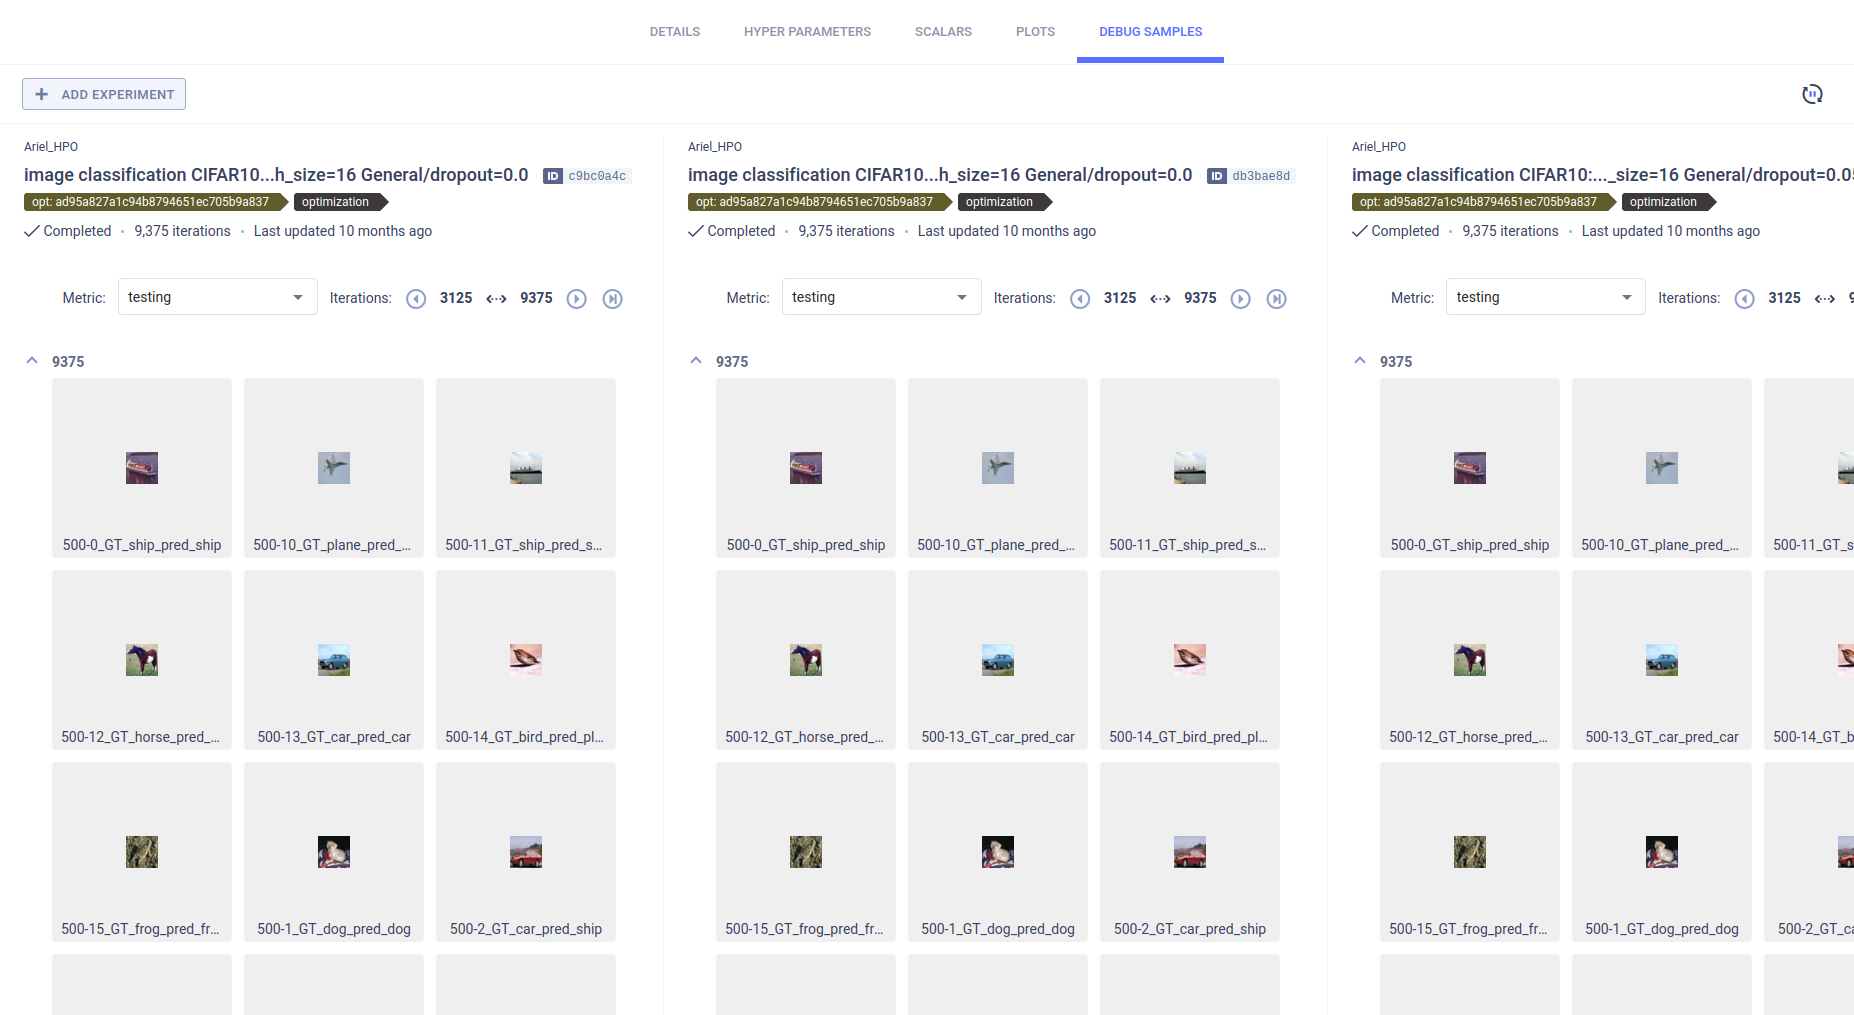 DETAILS HYPER PARAMETERS SCALARS PLOTS DEBUG SAMPLES
ADD EXPERIMENT
Ariel_HPO
image classification CIFAR10...h_size=16 General/dropout=0.0 ID c9bc0a4c
opt: ad95a827a1c94b8794651ec705b9a837 optimization
Completed • 9,375 iterations • Last updated 10 months ago
Metric: testing Iterations: 3125 9375
9375
500-0_GT_ship_pred_ship 500-10_GT_plane_pred_... 500-11_GT_ship_pred_s...
500-12_GT_horse_pred_... 500-13_GT_car_pred_car 500-14_GT_bird_pred_pl...
500-15_GT_frog_pred_fr... 500-1_GT_dog_pred_dog 500-2_GT_car_pred_ship
Ariel_HPO
image classification CIFAR10...h_size=16 General/dropout=0.0 ID db3bae8d
opt: ad95a827a1c94b8794651ec705b9a837 optimization
Completed • 9,375 iterations • Last updated 10 months ago
Metric: testing Iterations: 3125 9375
9375
500-0_GT_ship_pred_ship 500-10_GT_plane_pred_... 500-11_GT_ship_pred_s...
500-12_GT_horse_pred_... 500-13_GT_car_pred_car 500-14_GT_bird_pred_pl...
500-15_GT_frog_pred_fr... 500-1_GT_dog_pred_dog 500-2_GT_car_pred_ship
Ariel_HPO
image classification CIFAR10:..._size=16 General/dropout=0.05
opt: ad95a827a1c94b8794651ec705b9a837 optimization
Completed • 9,375 iterations • Last updated 10 months ago
Metric: testing Iterations: 3125 9
9375
500-0_GT_ship_pred_ship 500-10_GT_plane_pred_... 500-11_GT_s
500-12_GT_horse_pred_... 500-13_GT_car_pred_car 500-14_GT_b
500-15_GT_frog_pred_fr... 500-1_GT_dog_pred_dog 500-2_GT_ca